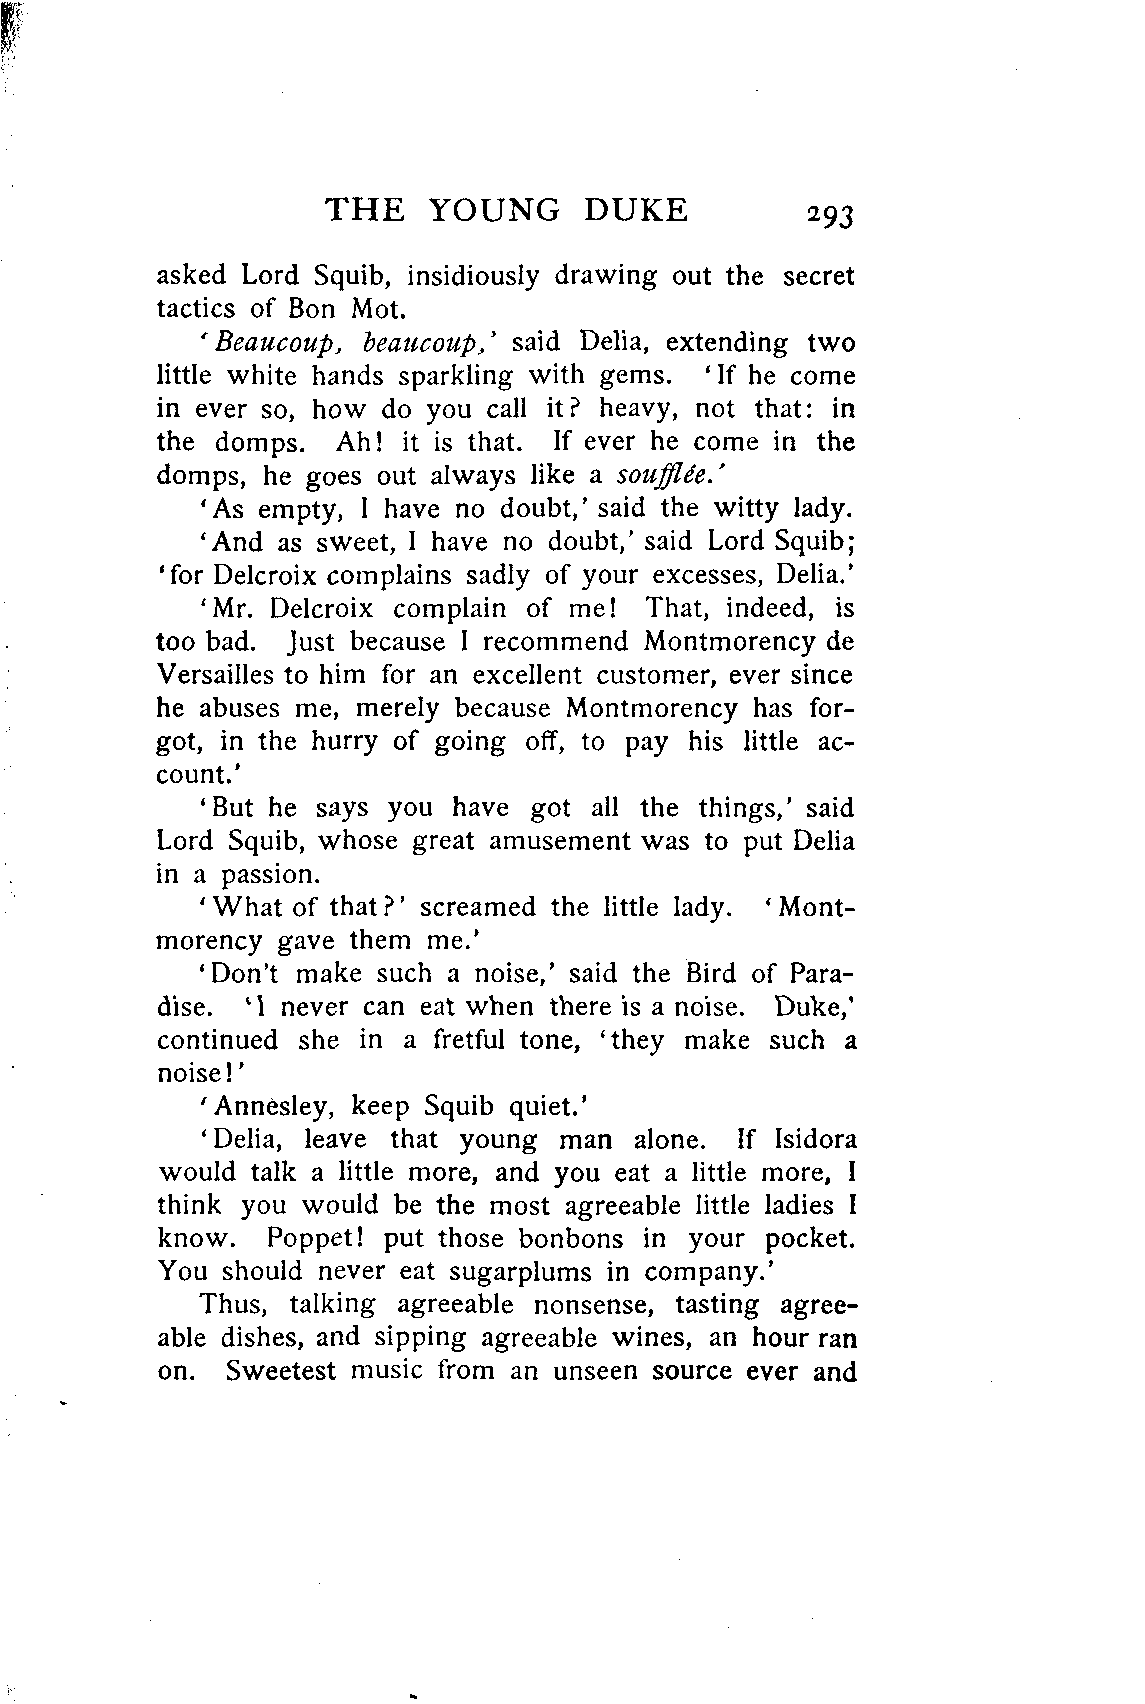 THE YOUNG DUKE 293
asked Lord Squib, insidiously drawing out the secret
tactics of Bon Mot.
‘Beaucoup, beaucoup,’ said Delia, extending two
little white hands sparkling with gems. ‘If he come
in ever so, how do you call it? heavy, not that: in
the domps. Ah! it is that. If ever he come in the
domps, he goes out always like a soufflée.’
‘As empty, I have no doubt,’ said the witty lady.
‘And as sweet, I have no doubt,’ said Lord Squib;
‘for Delcroix complains sadly of your excesses, Delia.’
‘Mr. Delcroix complain of me! That, indeed, is
too bad. Just because I recommend Montmorency de
Versailles to him for an excellent customer, ever since
he abuses me, merely because Montmorency has for-
got, in the hurry of going off, to pay his little ac-
count.’
‘But he says you have got all the things,’ said
Lord Squib, whose great amusement was to put Delia
in a passion.
‘What of that?’ screamed the little lady. ‘Mont-
morency gave them me.’
‘Don't make such a noise,’ said the Bird of Para-
dise. ‘I never can eat when there is a noise. Duke,’
continued she in a fretful tone, ‘they make such a
noise!’
‘Annesley, keep Squib quiet.’
‘Delia, leave that young man alone. If Isidora
would talk a little more, and you eat a little more, I
think you would be the most agreeable little ladies I
know. Poppet! put those bonbons in your pocket.
You should never eat sugarplums in company.’
Thus, talking agreeable nonsense, tasting agree-
able dishes, and sipping agreeable wines, an hour ran
on. Sweetest music from an unseen source ever and